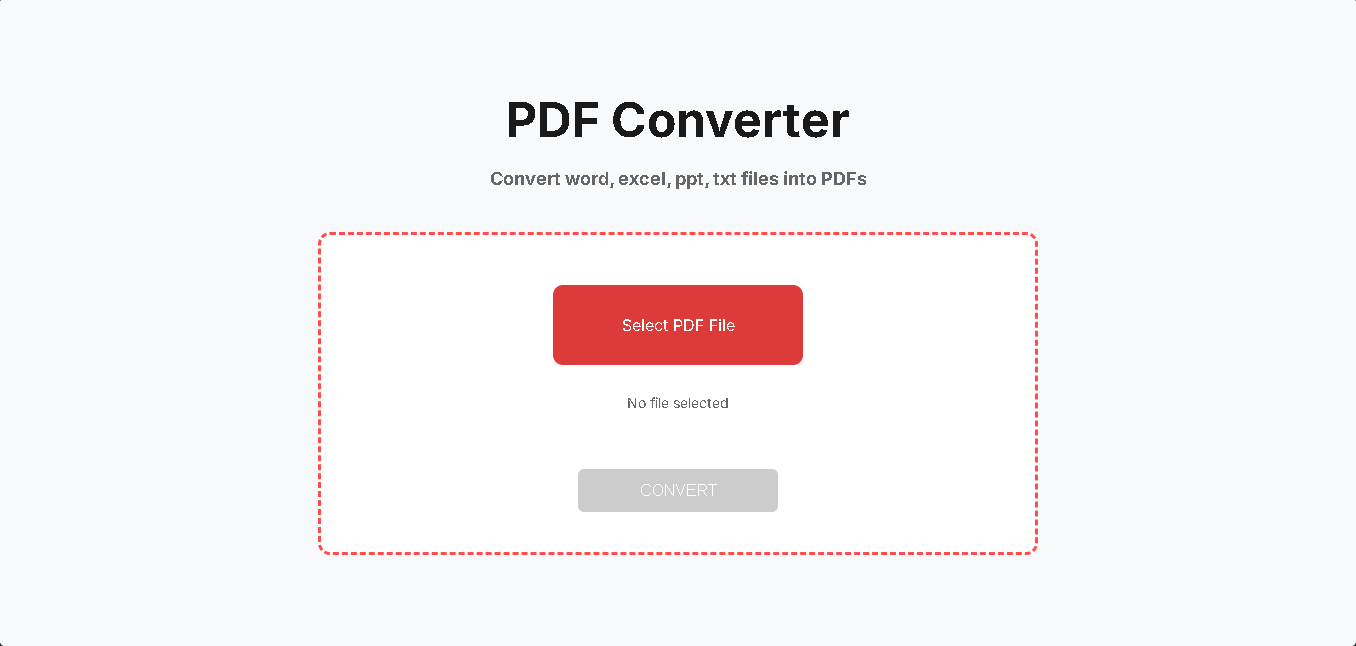 PDF Converter
Convert word, excel, ppt, txt files into PDFs
Select PDF File
No file selected
CONVERT